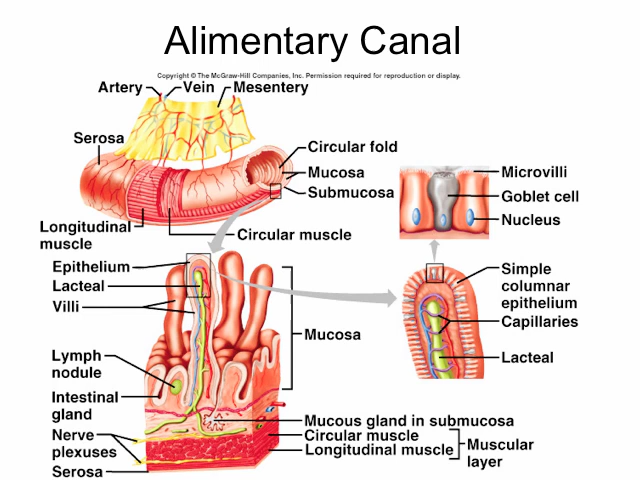 Alimentary Canal
Copyright © The McGraw-Hill Companies, Inc. Permission required for reproduction or display.
Artery
Vein
Mesentery
Serosa
Circular fold
Mucosa
Submucosa
Longitudinal
muscle
Circular muscle
Microvilli
Goblet cell
Nucleus
Epithelium
Lacteal
Villi
Mucosa
Lymph
nodule
Intestinal
gland
Nerve
plexuses
Serosa
Mucous gland in submucosa
Circular muscle
Longitudinal muscle
Muscular
layer
Simple
columnar
epithelium
Capillaries
Lacteal